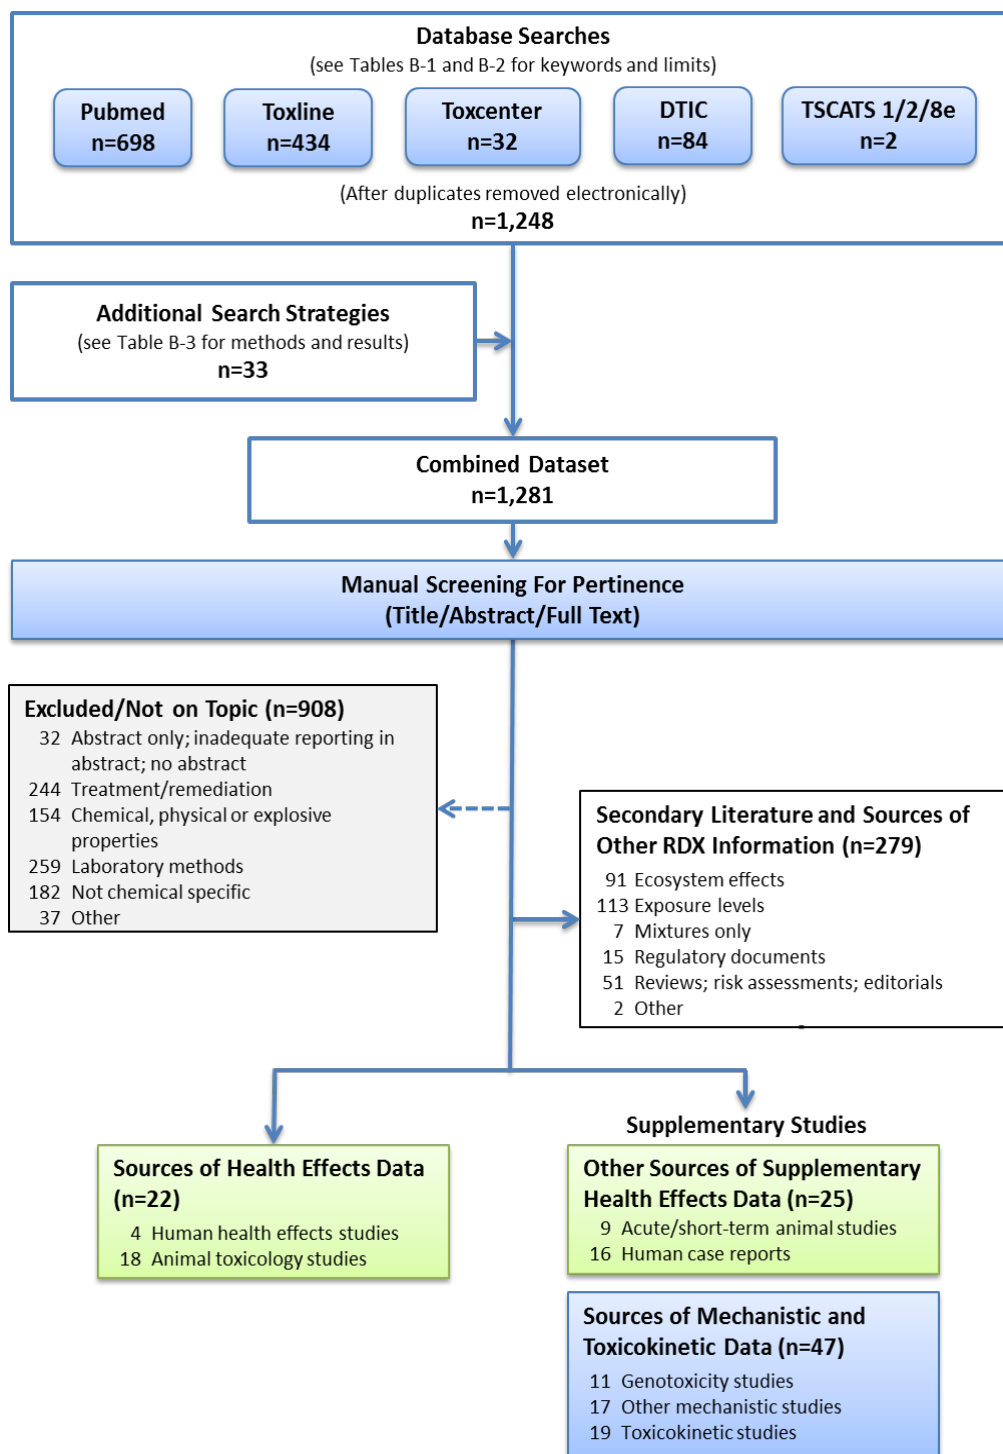 Database Searches
(see Tables B-1 and B-2 for keywords and limits)
Pubmed
n=698
Toxline
n=434
Toxcenter
n=32
DTIC
n=84
TSCATS 1/2/8e
n=2
(After duplicates removed electronically)
n=1,248
Additional Search Strategies
(see Table B-3 for methods and results)
n=33
Combined Dataset
n=1,281
Manual Screening For Pertinence
(Title/Abstract/Full Text)
Excluded/Not on Topic (n=908)
32 Abstract only; inadequate reporting in
abstract; no abstract
244 Treatment/remediation
154 Chemical, physical or explosive
properties
259 Laboratory methods
182 Not chemical specific
37 Other
Secondary Literature and Sources of
Other RDX Information (n=279)
91 Ecosystem effects
113 Exposure levels
7 Mixtures only
15 Regulatory documents
51 Reviews; risk assessments; editorials
2 Other
Sources of Health Effects Data
(n=22)
4 Human health effects studies
18 Animal toxicology studies
Supplementary Studies
Other Sources of Supplementary
Health Effects Data (n=25)
9 Acute/short-term animal studies
16 Human case reports
Sources of Mechanistic and
Toxicokinetic Data (n=47)
11 Genotoxicity studies
17 Other mechanistic studies
19 Toxicokinetic studies